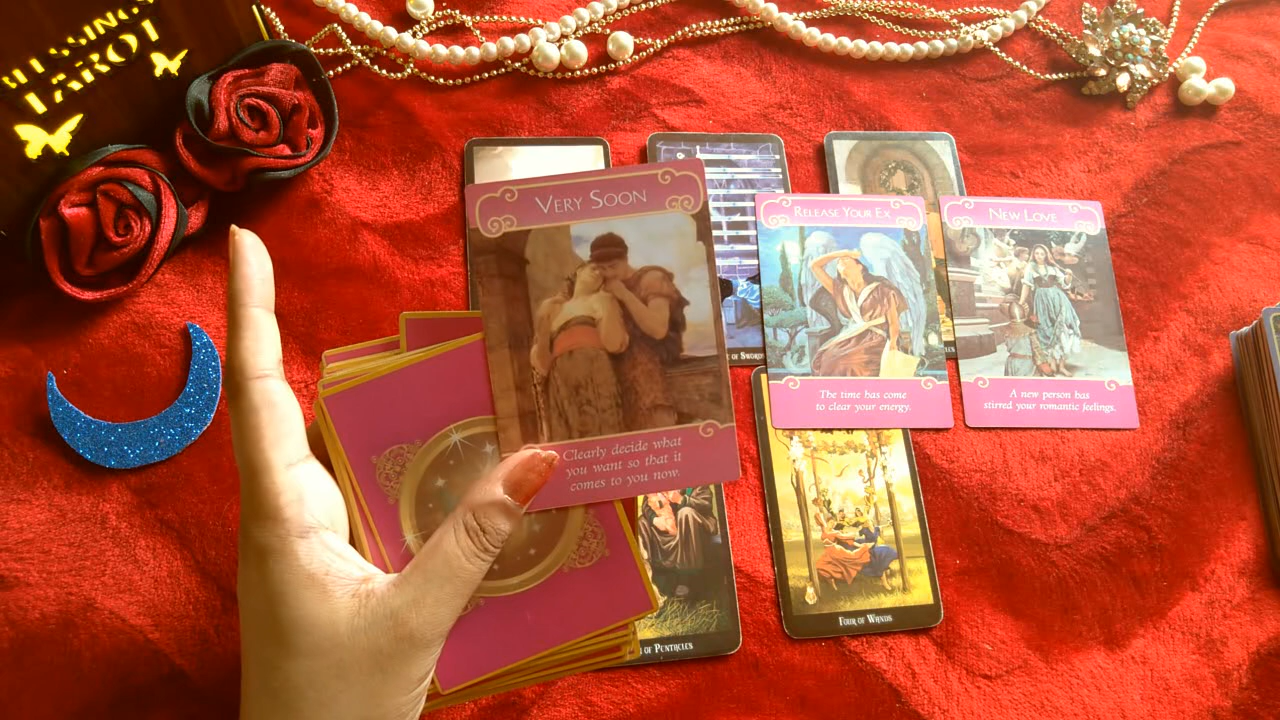 BLESSINGS
TAROT
VERY SOON
Clearly decide what
you want so that it
comes to you now.
RELEASE YOUR EX
The time has come
to clear your energy.
NEW LOVE
A new person has
stirred your romantic feelings.
OF SWORDS
OF PENTACLES
FOUR OF WANDS